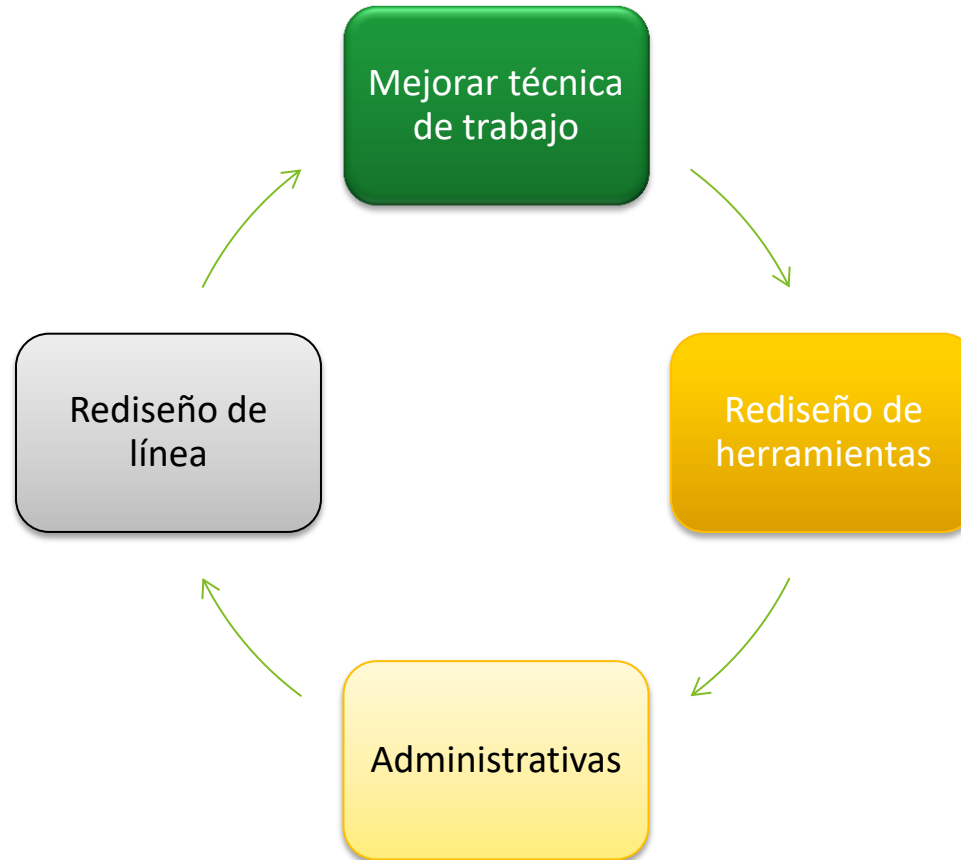 Mejorar técnica
de trabajo
Rediseño de
herramientas
Administrativas
Rediseño de
línea